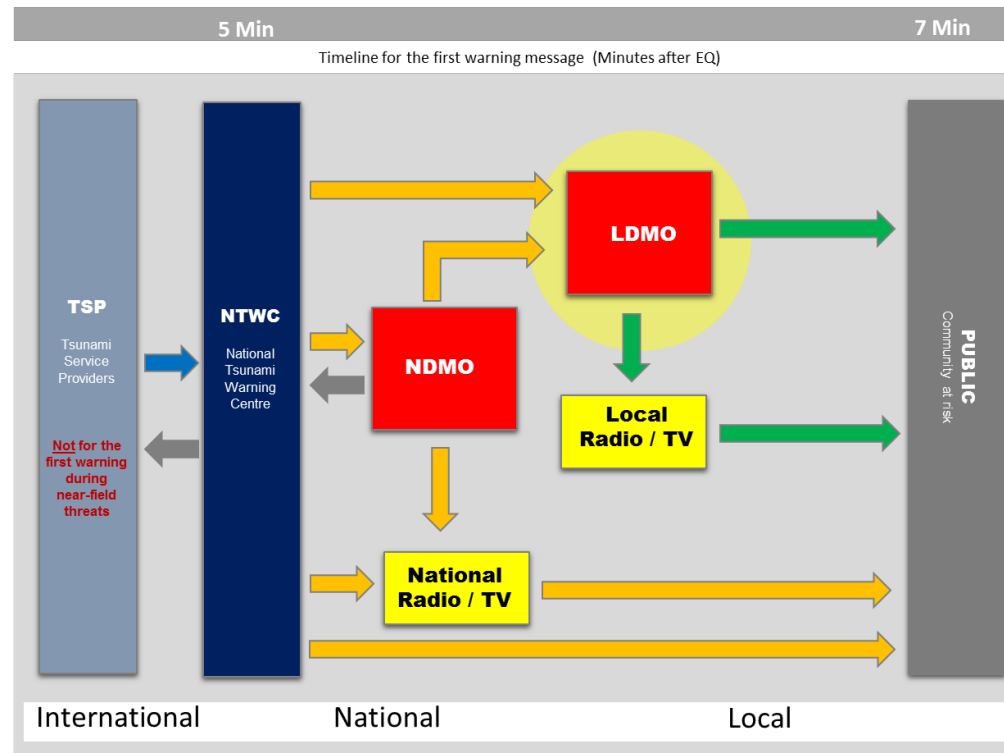 5 Min
7 Min
Timeline for the first warning message (Minutes after EQ)
TSP
Tsunami
Service
Providers
Not for the
first warning
during
near-field
threats
NTWC
National
Tsunami
Warning
Centre
NDMO
LDMO
Local
Radio / TV
National
Radio / TV
PUBLIC
Community at risk
International
National
Local